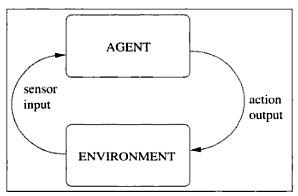 AGENT
sensor
input
action
output
ENVIRONMENT